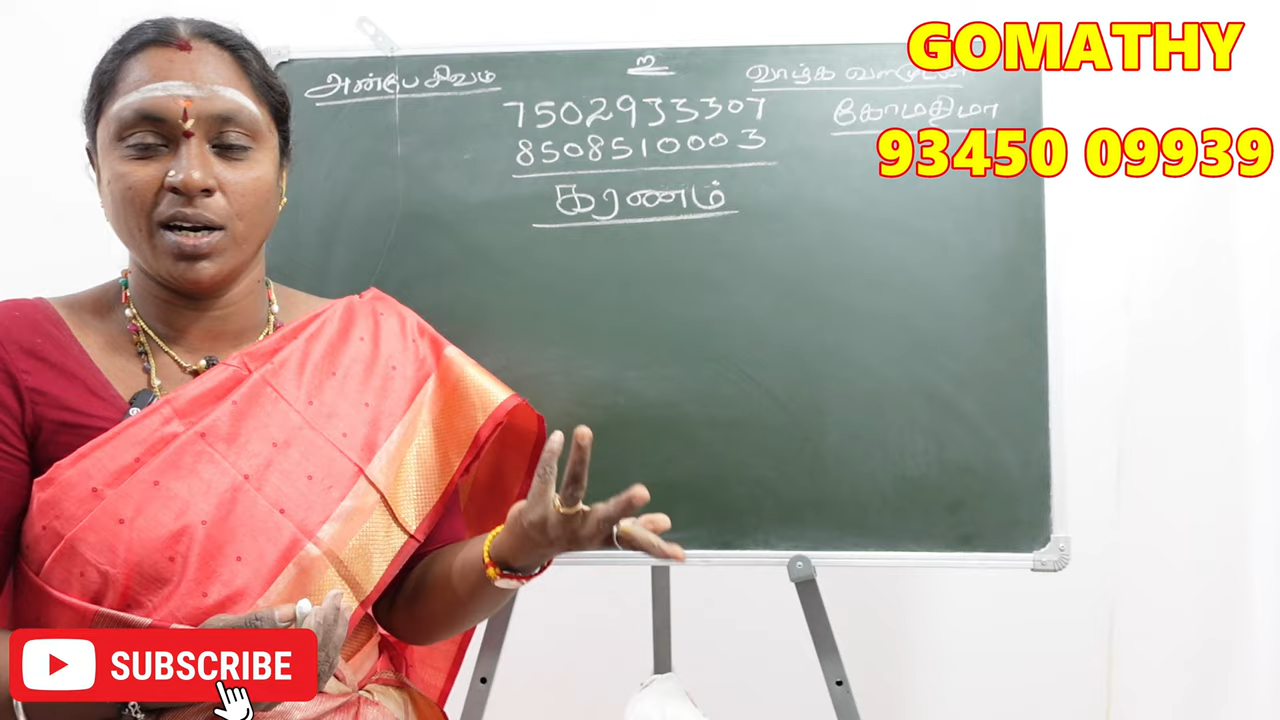 உ
GOMATHY
அன்பே சிவம்
வாழ்க வளமுடன்
7502933307
கோமதிமா
8508510003
93450 09939
கரணம்
SUBSCRIBE